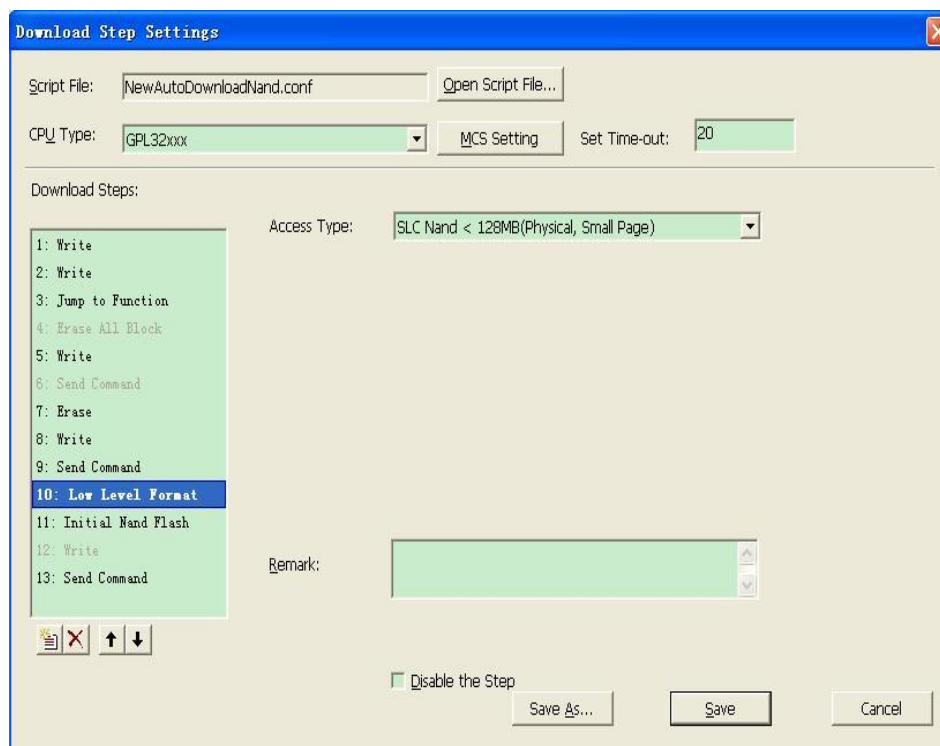 Download Step Settings
Script File: NewAutoDownloadNand.conf Open Script File...
CPU Type: GPL32xxx MCS Setting Set Time-out: 20
Download Steps:
Access Type: SLC Nand < 128MB(Physical, Small Page)
1: Write
2: Write
3: Jump to Function
4: Erase All Block
5: Write
6: Send Command
7: Erase
8: Write
9: Send Command
10: Low Level Format
11: Initial Nand Flash
12: Write
13: Send Command
Remark:
Disable the Step
Save As... Save Cancel